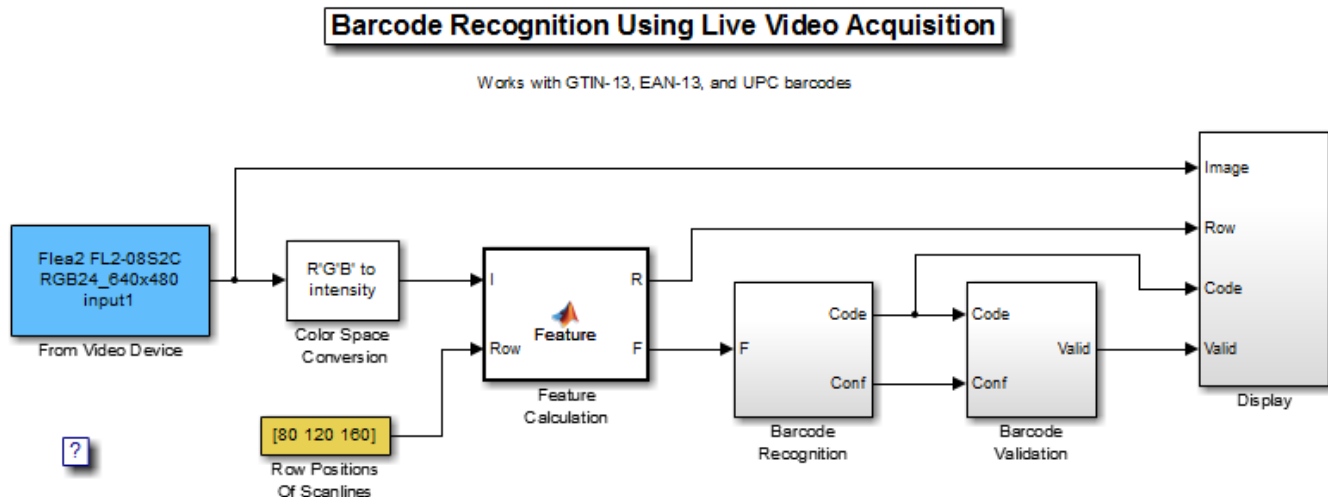 Barcode Recognition Using Live Video Acquisition
Works with GTIN-13, EAN-13, and UPC barcodes
Flea2 FL2-08S2C
RGB24_640x480
input1
From Video Device
R'G'B' to
intensity
Color Space
Conversion
[80 120 160]
Row Positions
Of Scanlines
I
Row
Feature
R
F
Feature
Calculation
F
Code
Conf
Barcode
Recognition
Code
Conf
Valid
Barcode
Validation
Image
Row
Code
Valid
Display
?